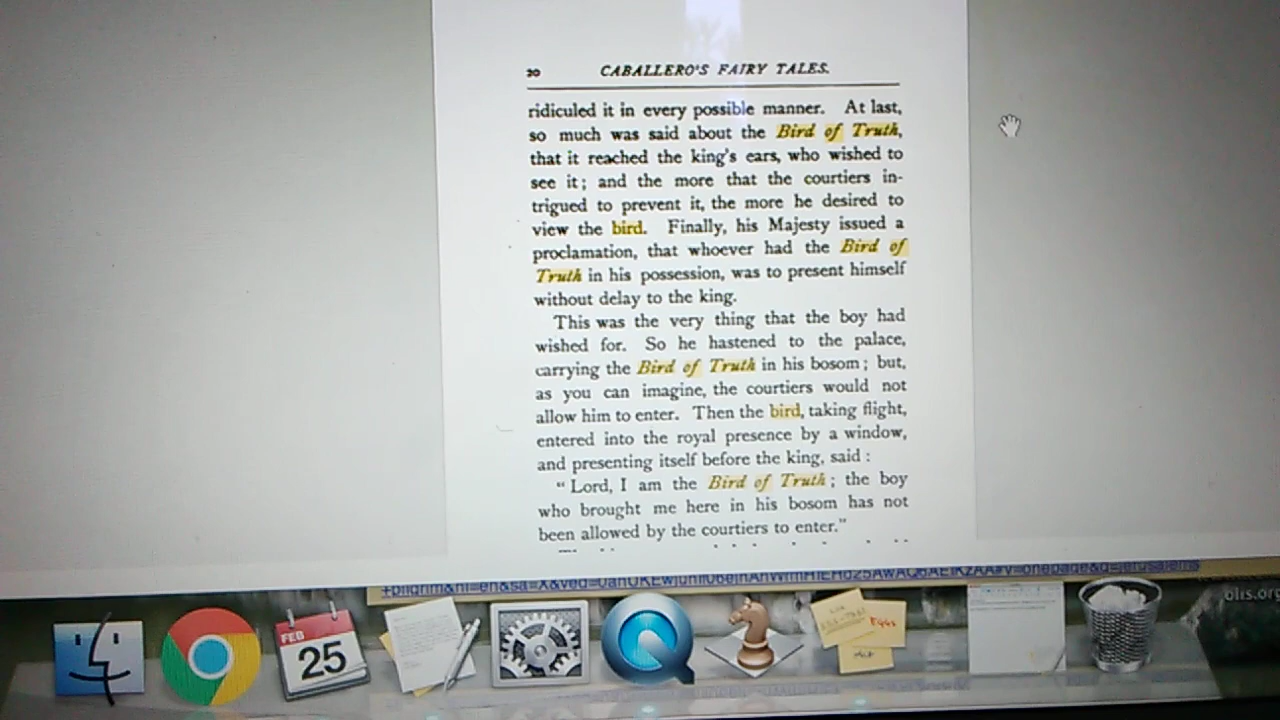 20 CABALLERO'S FAIRY TALES.
ridiculed it in every possible manner. At last,
so much was said about the Bird of Truth,
that it reached the king's ears, who wished to
see it; and the more that the courtiers in-
trigued to prevent it, the more he desired to
view the bird. Finally, his Majesty issued a
proclamation, that whoever had the Bird of
Truth in his possession, was to present himself
without delay to the king.
This was the very thing that the boy had
wished for. So he hastened to the palace,
carrying the Bird of Truth in his bosom; but,
as you can imagine, the courtiers would not
allow him to enter. Then the bird, taking flight,
entered into the royal presence by a window,
and presenting itself before the king, said:
"Lord, I am the Bird of Truth; the boy
who brought me here in his bosom has not
been allowed by the courtiers to enter."
FEB
25
olis.org